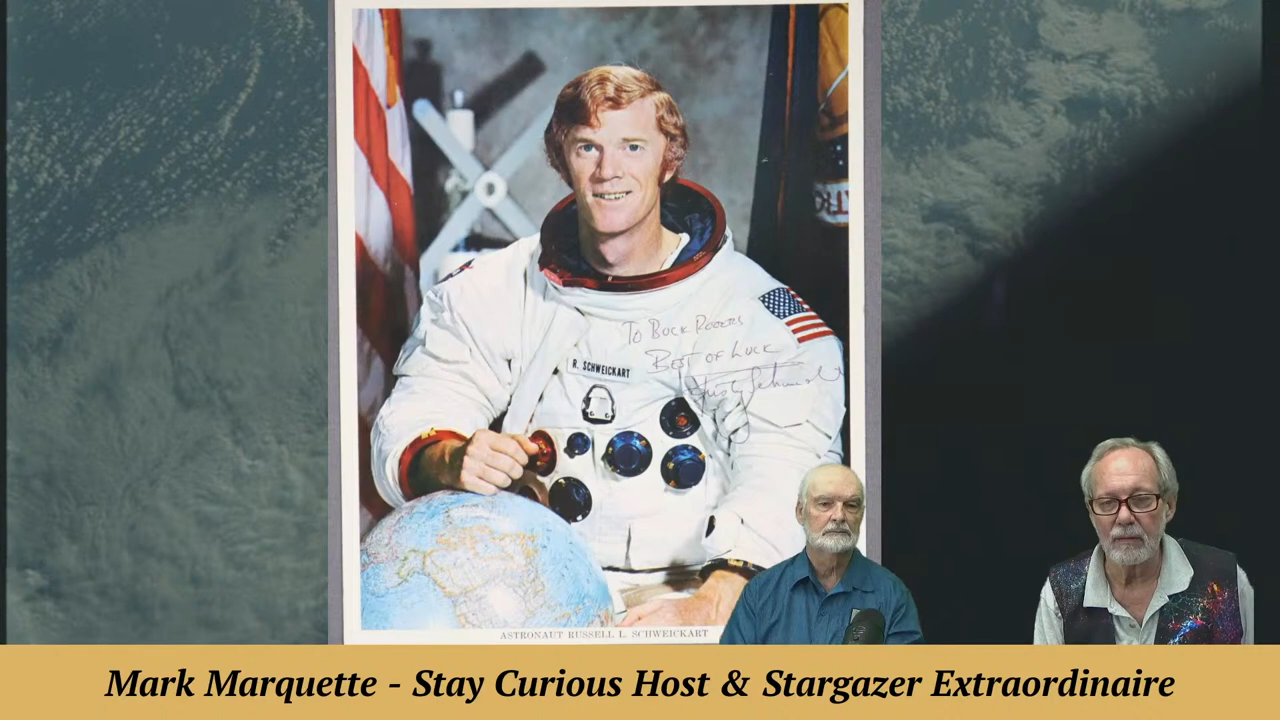 To Buck Rogers
Best of Luck
R. SCHWEICKART
ASTRONAUT RUSSELL L. SCHWEICKART
Mark Marquette - Stay Curious Host & Stargazer Extraordinaire